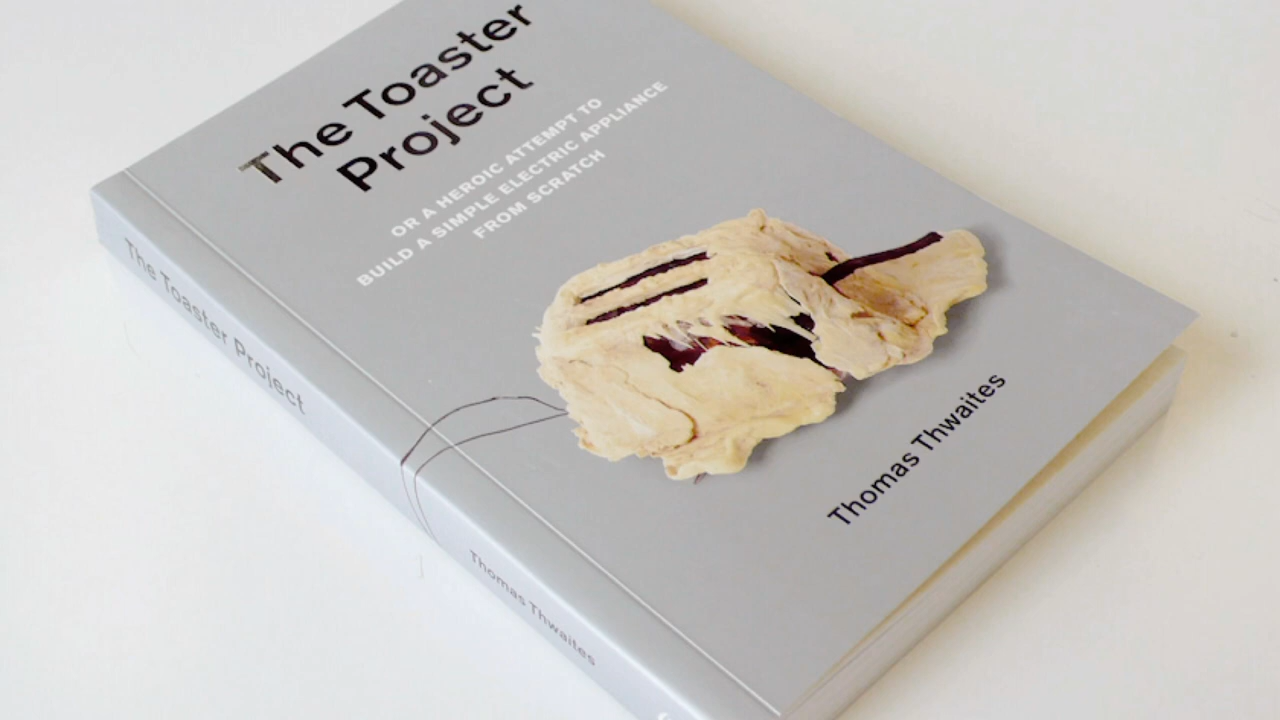 The Toaster
Project
OR A HEROIC ATTEMPT TO
BUILD A SIMPLE ELECTRIC APPLIANCE
FROM SCRATCH
Thomas Thwaites
The Toaster Project
Thomas Thwaites